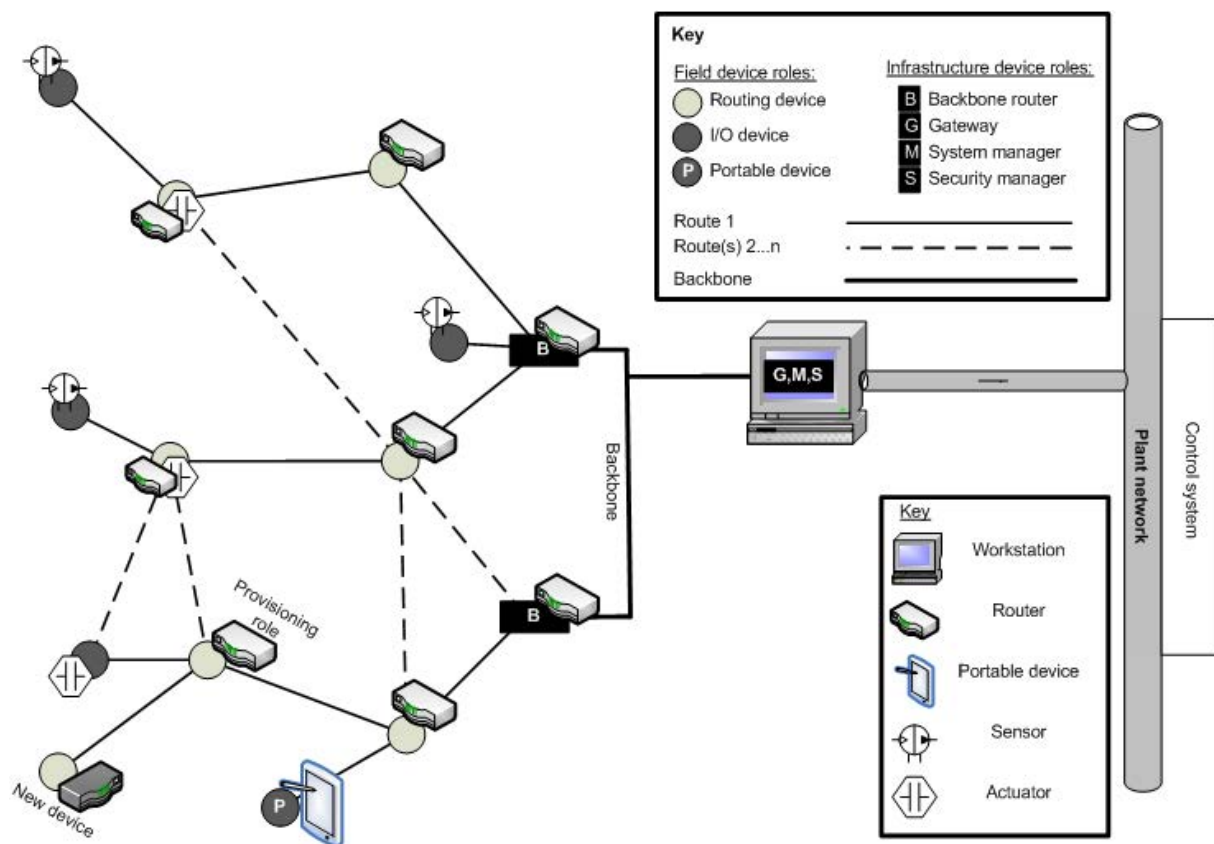 Key
Field device roles:
Routing device
I/O device
P Portable device
Infrastructure device roles:
B Backbone router
G Gateway
M System manager
S Security manager
Route 1
Route(s) 2...n
Backbone
B
G,M,S
Backbone
Plant network
Control system
B
Provisioning
role
New device
P
Key
Workstation
Router
Portable device
Sensor
Actuator